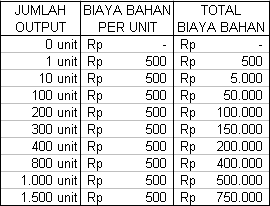 JUMLAH BIAYA BAHAN TOTAL
OUTPUT PER UNIT BIAYA BAHAN
0 unit Rp - Rp -
1 unit Rp 500 Rp 500
10 unit Rp 500 Rp 5.000
100 unit Rp 500 Rp 50.000
200 unit Rp 500 Rp 100.000
300 unit Rp 500 Rp 150.000
400 unit Rp 500 Rp 200.000
800 unit Rp 500 Rp 400.000
1.000 unit Rp 500 Rp 500.000
1.500 unit Rp 500 Rp 750.000